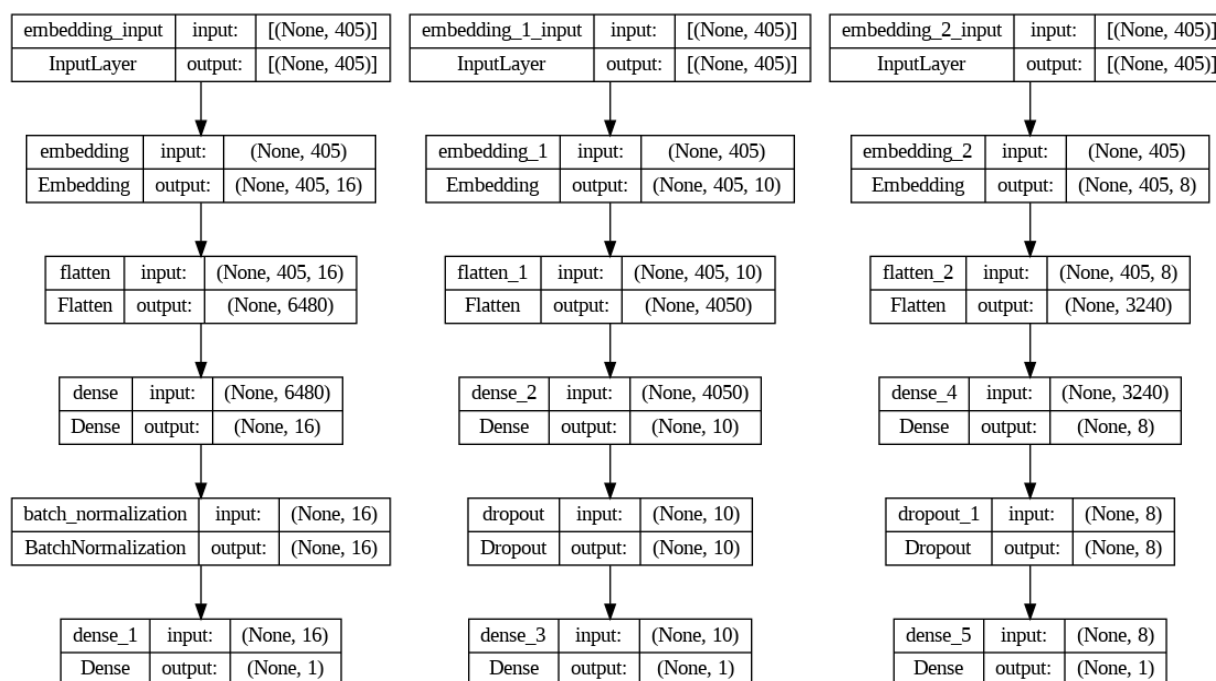 embedding_input input: [(None, 405)]
InputLayer output: [(None, 405)]
embedding input: (None, 405)
Embedding output: (None, 405, 16)
flatten input: (None, 405, 16)
Flatten output: (None, 6480)
dense input: (None, 6480)
Dense output: (None, 16)
batch_normalization input: (None, 16)
BatchNormalization output: (None, 16)
dense_1 input: (None, 16)
Dense output: (None, 1)
embedding_1_input input: [(None, 405)]
InputLayer output: [(None, 405)]
embedding_1 input: (None, 405)
Embedding output: (None, 405, 10)
flatten_1 input: (None, 405, 10)
Flatten output: (None, 4050)
dense_2 input: (None, 4050)
Dense output: (None, 10)
dropout input: (None, 10)
Dropout output: (None, 10)
dense_3 input: (None, 10)
Dense output: (None, 1)
embedding_2_input input: [(None, 405)]
InputLayer output: [(None, 405)]
embedding_2 input: (None, 405)
Embedding output: (None, 405, 8)
flatten_2 input: (None, 405, 8)
Flatten output: (None, 3240)
dense_4 input: (None, 3240)
Dense output: (None, 8)
dropout_1 input: (None, 8)
Dropout output: (None, 8)
dense_5 input: (None, 8)
Dense output: (None, 1)